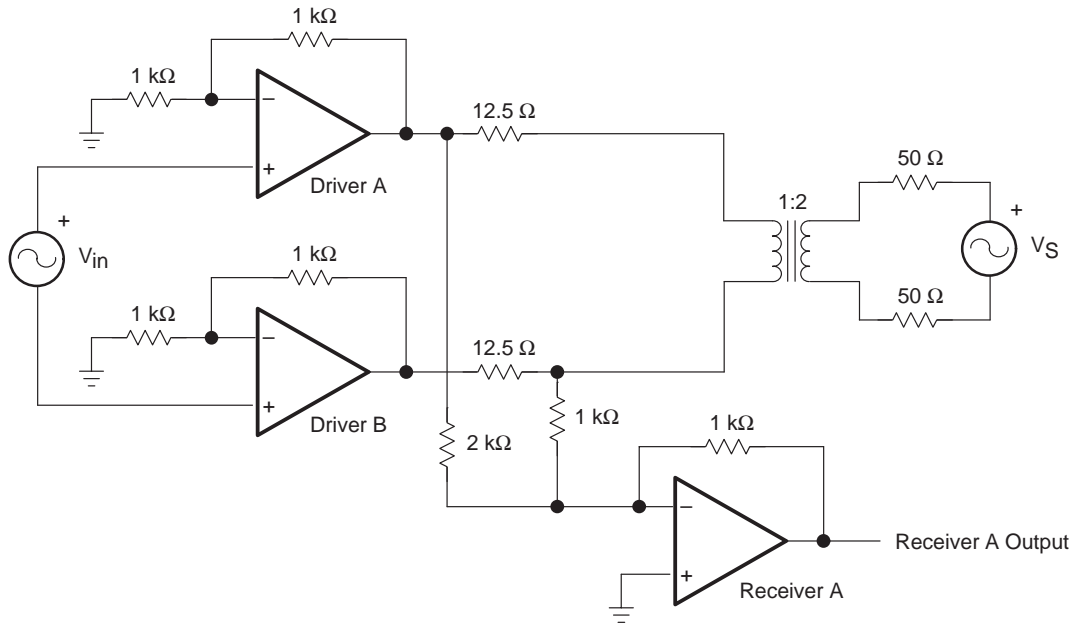 1 kΩ
1 kΩ
−
+
Driver A
12.5 Ω
50 Ω
1:2
+
V_S
50 Ω
+
V_in
1 kΩ
1 kΩ
−
+
Driver B
12.5 Ω
1 kΩ
2 kΩ
1 kΩ
−
+
Receiver A
Receiver A Output